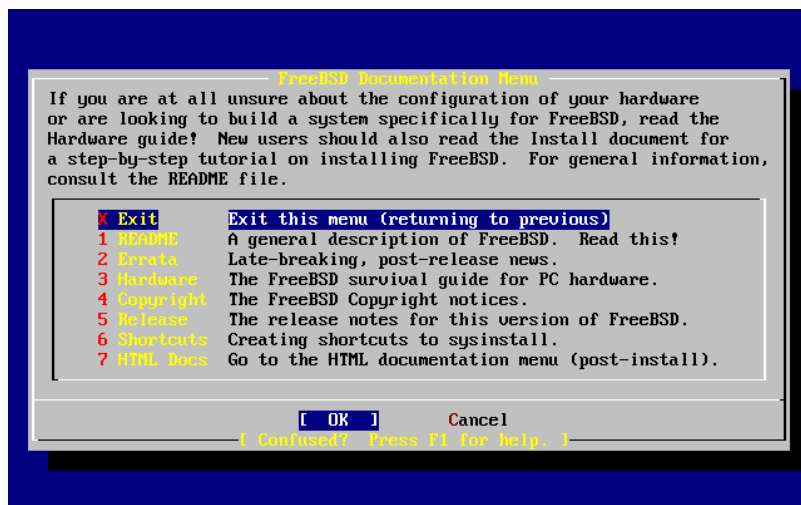 FreeBSD Documentation Menu
If you are at all unsure about the configuration of your hardware
or are looking to build a system specifically for FreeBSD, read the
Hardware guide!  New users should also read the Install document for
a step-by-step tutorial on installing FreeBSD.  For general information,
consult the README file.
X Exit Exit this menu (returning to previous)
1 README A general description of FreeBSD.  Read this!
2 Errata Late-breaking, post-release news.
3 Hardware The FreeBSD survival guide for PC hardware.
4 Copyright The FreeBSD Copyright notices.
5 Release The release notes for this version of FreeBSD.
6 Shortcuts Creating shortcuts to sysinstall.
7 HTML Docs Go to the HTML documentation menu (post-install).
[ OK ] Cancel
[ Confused?  Press F1 for help. ]